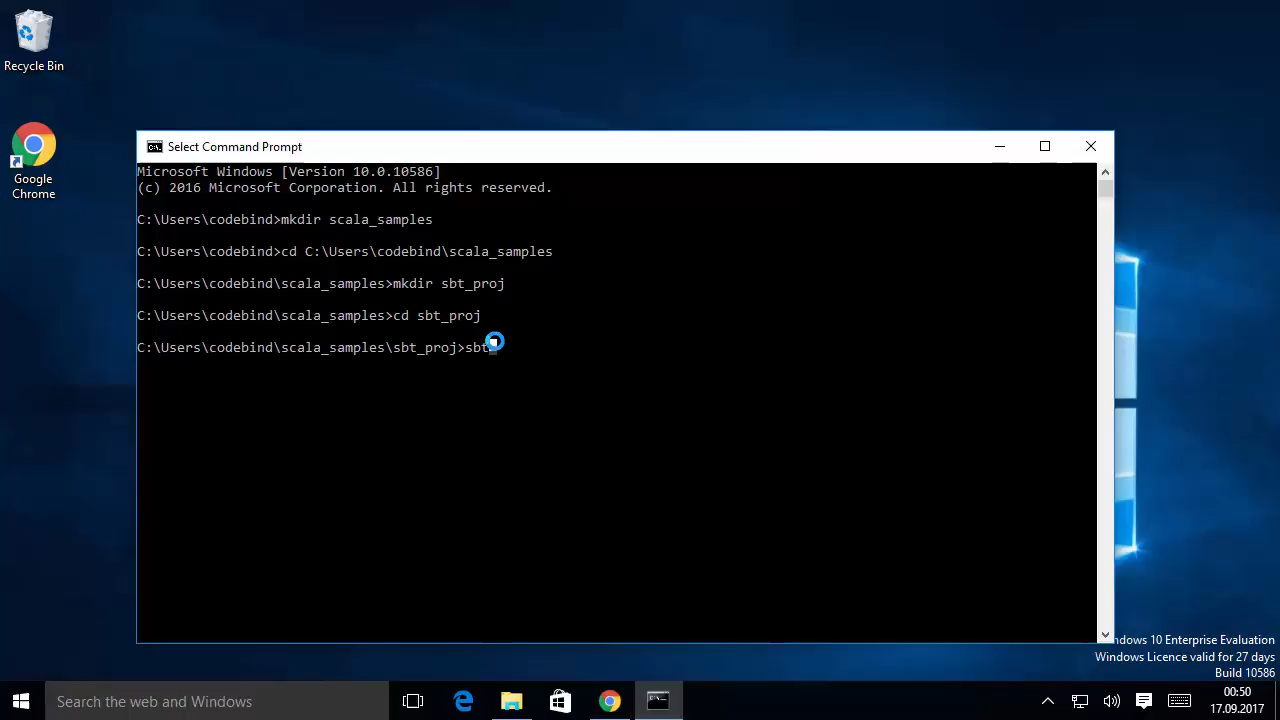 Recycle Bin
Google
Chrome
Select Command Prompt
Microsoft Windows [Version 10.0.10586]
(c) 2016 Microsoft Corporation. All rights reserved.
C:\Users\codebind>mkdir scala_samples
C:\Users\codebind>cd C:\Users\codebind\scala_samples
C:\Users\codebind\scala_samples>mkdir sbt_proj
C:\Users\codebind\scala_samples>cd sbt_proj
C:\Users\codebind\scala_samples\sbt_proj>sbt
ndows 10 Enterprise Evaluation
Windows Licence valid for 27 days
Build 10586
Search the web and Windows
00:50
17.09.2017